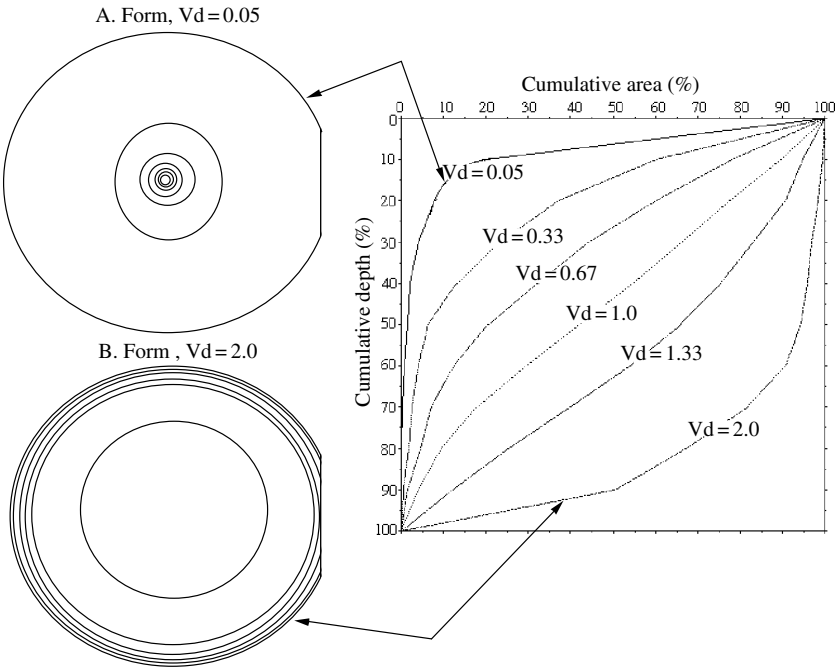 A. Form, Vd = 0.05
Cumulative area (%)
0 10 20 30 40 50 60 70 80 90 100
Cumulative depth (%)
0
10
20
30
40
50
60
70
80
90
100
Vd = 0.05
Vd = 0.33
Vd = 0.67
Vd = 1.0
Vd = 1.33
Vd = 2.0
B. Form , Vd = 2.0